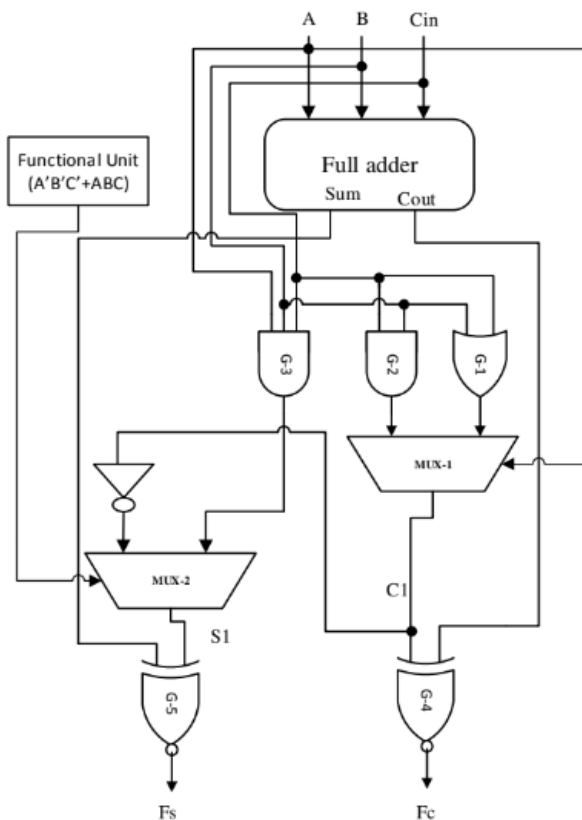 A B Cin
Functional Unit
(A'B'C'+ABC)
Full adder
Sum
Cout
G-3
G-2
G-1
MUX-1
MUX-2
C1
S1
G-5
G-4
Fs
Fc